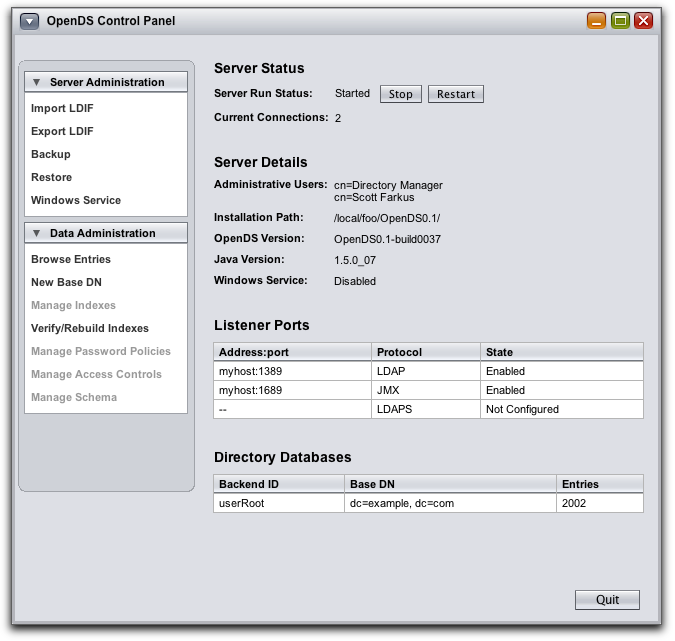 OpenDS Control Panel
Server Administration
Import LDIF
Export LDIF
Backup
Restore
Windows Service
Data Administration
Browse Entries
New Base DN
Manage Indexes
Verify/Rebuild Indexes
Manage Password Policies
Manage Access Controls
Manage Schema
Server Status
Server Run Status: Started Stop Restart
Current Connections: 2
Server Details
Administrative Users: cn=Directory Manager
cn=Scott Farkus
Installation Path: /local/foo/OpenDS0.1/
OpenDS Version: OpenDS0.1-build0037
Java Version: 1.5.0_07
Windows Service: Disabled
Listener Ports
Address:port Protocol State
myhost:1389 LDAP Enabled
myhost:1689 JMX Enabled
-- LDAPS Not Configured
Directory Databases
Backend ID Base DN Entries
userRoot dc=example, dc=com 2002
Quit